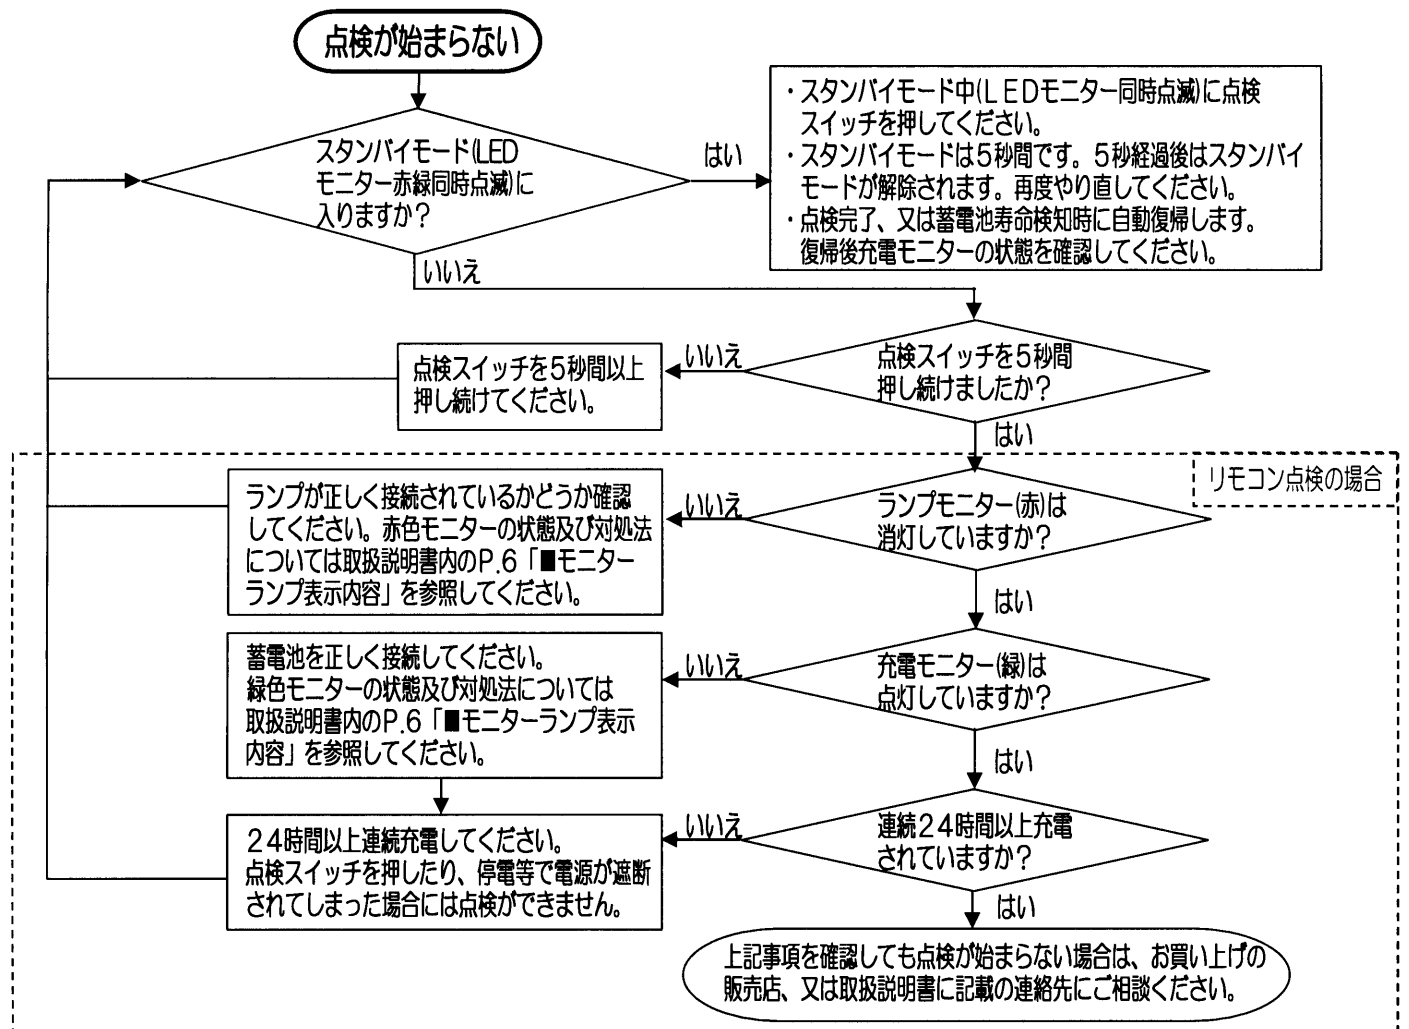 点検が始まらない
スタンバイモード(LED
モニター赤緑同時点滅)に
入りますか？
はい
・スタンバイモード中(ＬＥＤモニター同時点滅)に点検
スイッチを押してください。
・スタンバイモードは５秒間です。５秒経過後はスタンバイ
モードが解除されます。再度やり直してください。
・点検完了、又は蓄電池寿命検知時に自動復帰します。
復帰後充電モニターの状態を確認してください。
いいえ
点検スイッチを５秒間
押し続けましたか？
いいえ
点検スイッチを５秒間以上
押し続けてください。
はい
リモコン点検の場合
ランプモニター(赤)は
消灯していますか？
いいえ
ランプが正しく接続されているかどうか確認
してください。赤色モニターの状態及び対処法
については取扱説明書内のP.6「■モニター
ランプ表示内容」を参照してください。
はい
充電モニター(緑)は
点灯していますか？
いいえ
蓄電池を正しく接続してください。
緑色モニターの状態及び対処法については
取扱説明書内のP.6「■モニターランプ表示
内容」を参照してください。
はい
連続２４時間以上充電
されていますか？
いいえ
２４時間以上連続充電してください。
点検スイッチを押したり、停電等で電源が遮断
されてしまった場合には点検ができません。
はい
上記事項を確認しても点検が始まらない場合は、お買い上げの
販売店、又は取扱説明書に記載の連絡先にご相談ください。